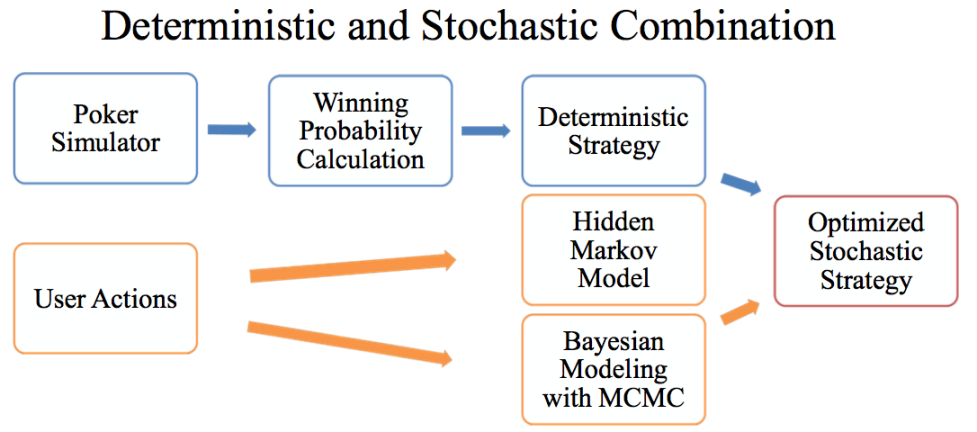 Deterministic and Stochastic Combination
Poker
Simulator
Winning
Probability
Calculation
Deterministic
Strategy
User Actions
Hidden
Markov
Model
Bayesian
Modeling
with MCMC
Optimized
Stochastic
Strategy